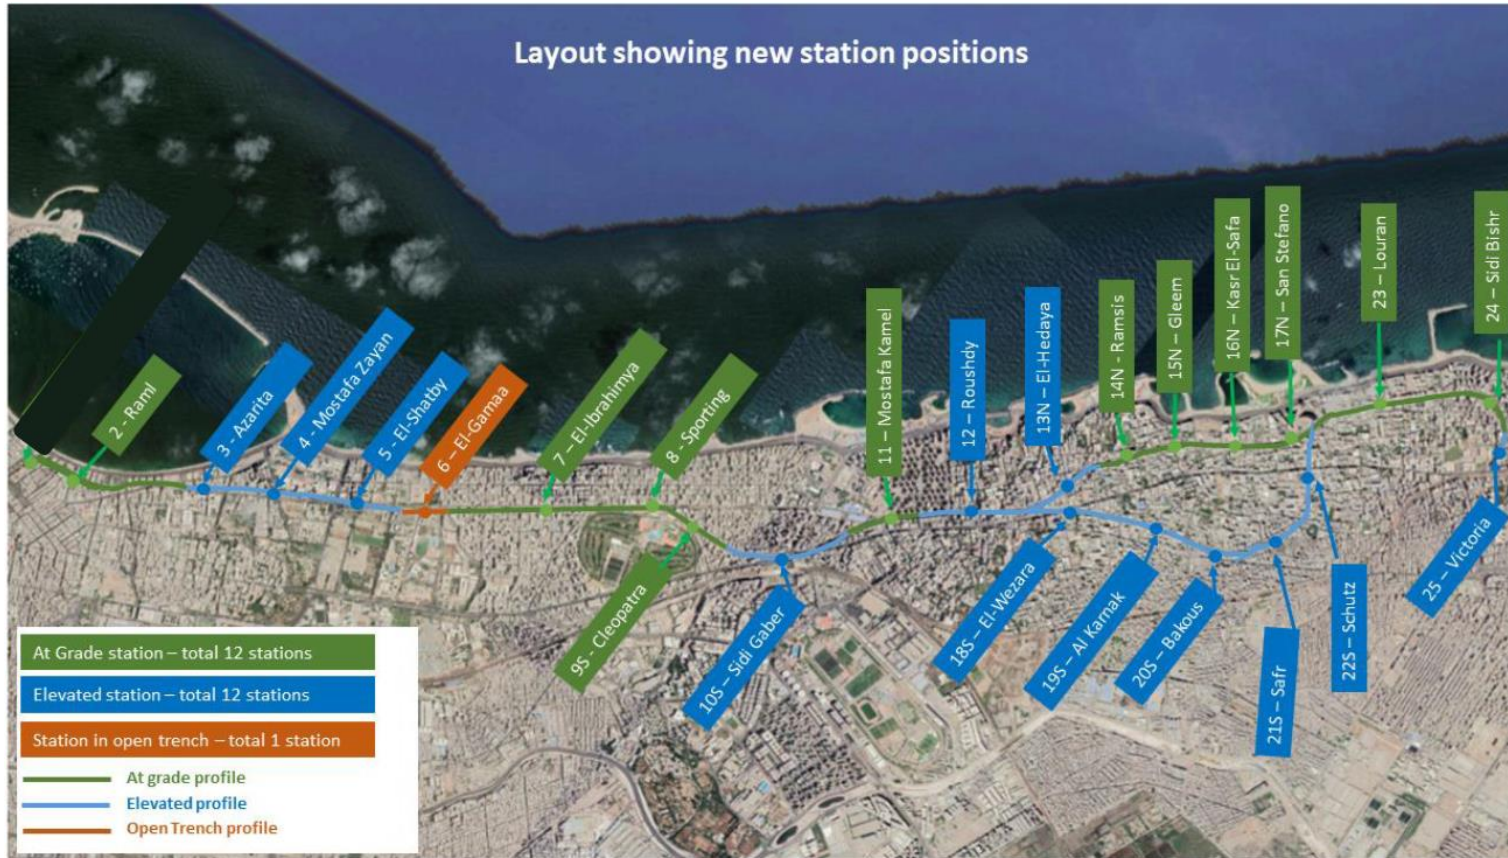 Layout showing new station positions
2 - Raml
3 - Azarita
4 - Mostafa Zayan
5 - El-Shatby
6 – El-Gamaa
7 – El-Ibrahimya
8 - Sporting
9S - Cleopatra
10S – Sidi Gaber
11 – Mostafa Kamel
12 – Roushdy
13N – El-Hedaya
14N - Ramsis
15N – Gleem
16N – Kasr El-Safa
17N – San Stefano
18S – El-Wezara
19S – Al Karnak
20S – Bakous
21S – Safr
22S – Schutz
23 – Louran
24 – Sidi Bishr
25 – Victoria
At Grade station – total 12 stations
Elevated station – total 12 stations
Station in open trench – total 1 station
At grade profile
Elevated profile
Open Trench profile